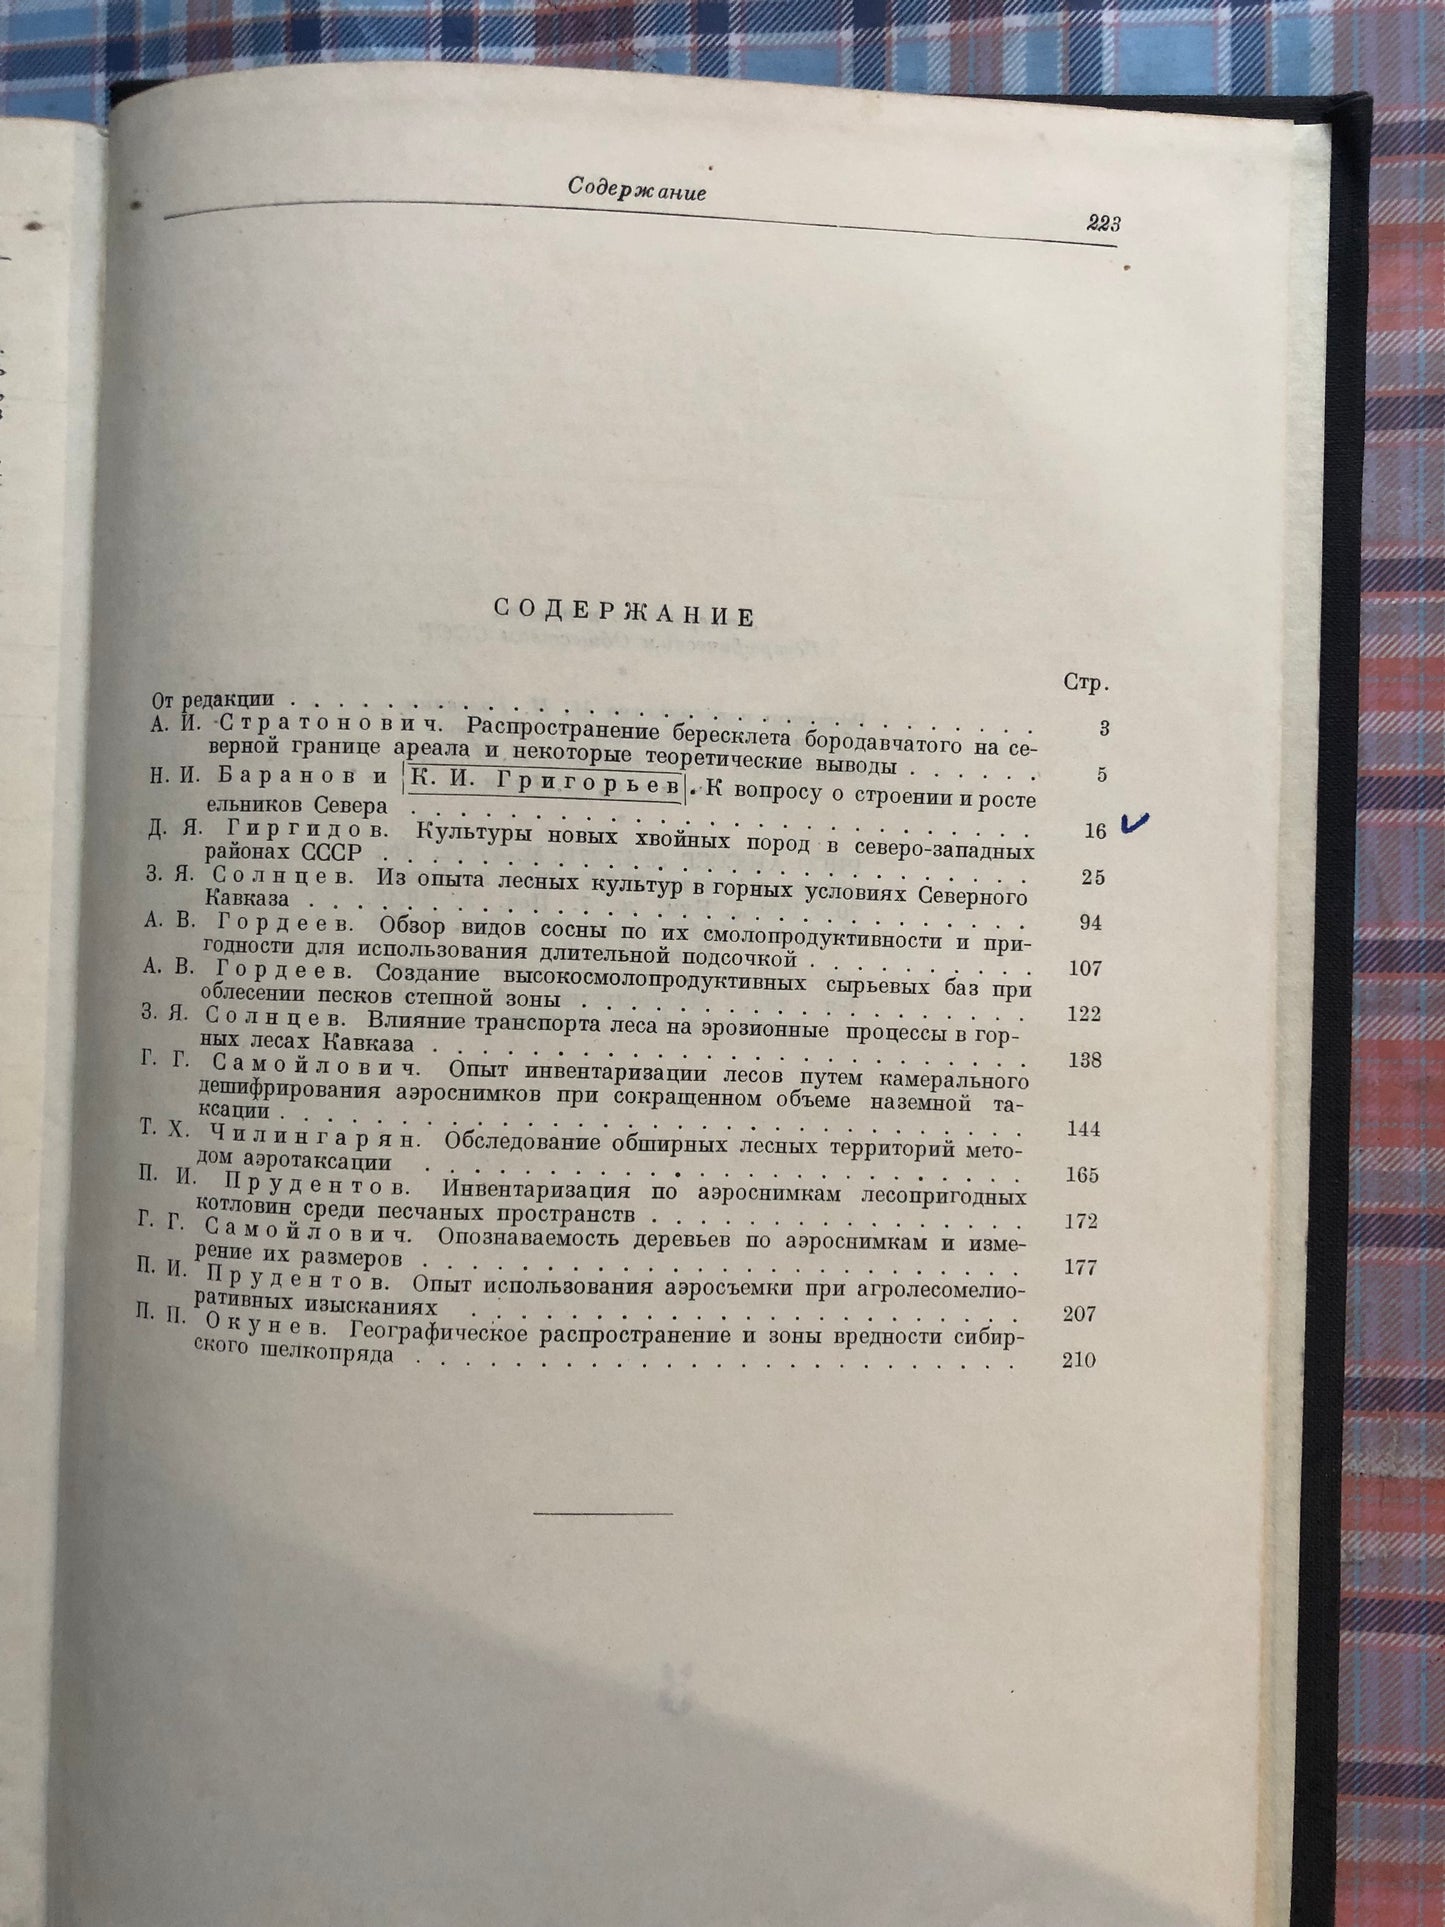 Содержание
223
СОДЕРЖАНИЕ
Стр.
От редакции . . . . . . . . . . . . . . . . . . . . 3
А. И. Стратонович. Распространение бересклета бородавчатого на се-
верной границе ареала и некоторые теоретические выводы . . . . . . 5
Н. И. Баранов и К. И. Григорьев. К вопросу о строении и росте
ельников Севера . . . . . . . . . . . . . . . . . . 16
Д. Я. Гиргидов. Культуры новых хвойных пород в северо-западных
районах СССР . . . . . . . . . . . . . . . . . . . 25
З. Я. Солнцев. Из опыта лесных культур в горных условиях Северного
Кавказа . . . . . . . . . . . . . . . . . . . . . 94
А. В. Гордеев. Обзор видов сосны по их смолопродуктивности и при-
годности для использования длительной подсочкой . . . . . . . . 107
А. В. Гордеев. Создание высокосмолопродуктивных сырьевых баз при
облесении песков степной зоны . . . . . . . . . . . . . . 122
З. Я. Солнцев. Влияние транспорта леса на эрозионные процессы в гор-
ных лесах Кавказа . . . . . . . . . . . . . . . . . 138
Г. Г. Самойлович. Опыт инвентаризации лесов путем камерального
дешифрирования аэроснимков при сокращенном объеме наземной та-
ксации . . . . . . . . . . . . . . . . . . . . . 144
Т. Х. Чилингарян. Обследование обширных лесных территорий мето-
дом аэротаксации . . . . . . . . . . . . . . . . . 165
П. И. Прудентов. Инвентаризация по аэроснимкам лесопригодных
котловин среди песчаных пространств . . . . . . . . . . . . 172
Г. Г. Самойлович. Опознаваемость деревьев по аэроснимкам и изме-
рение их размеров . . . . . . . . . . . . . . . . . 177
П. И. Прудентов. Опыт использования аэросъемки при агролесомелио-
ративных изысканиях . . . . . . . . . . . . . . . . 207
П. П. Окунев. Географическое распространение и зоны вредности сибир-
ского шелкопряда . . . . . . . . . . . . . . . . . 210